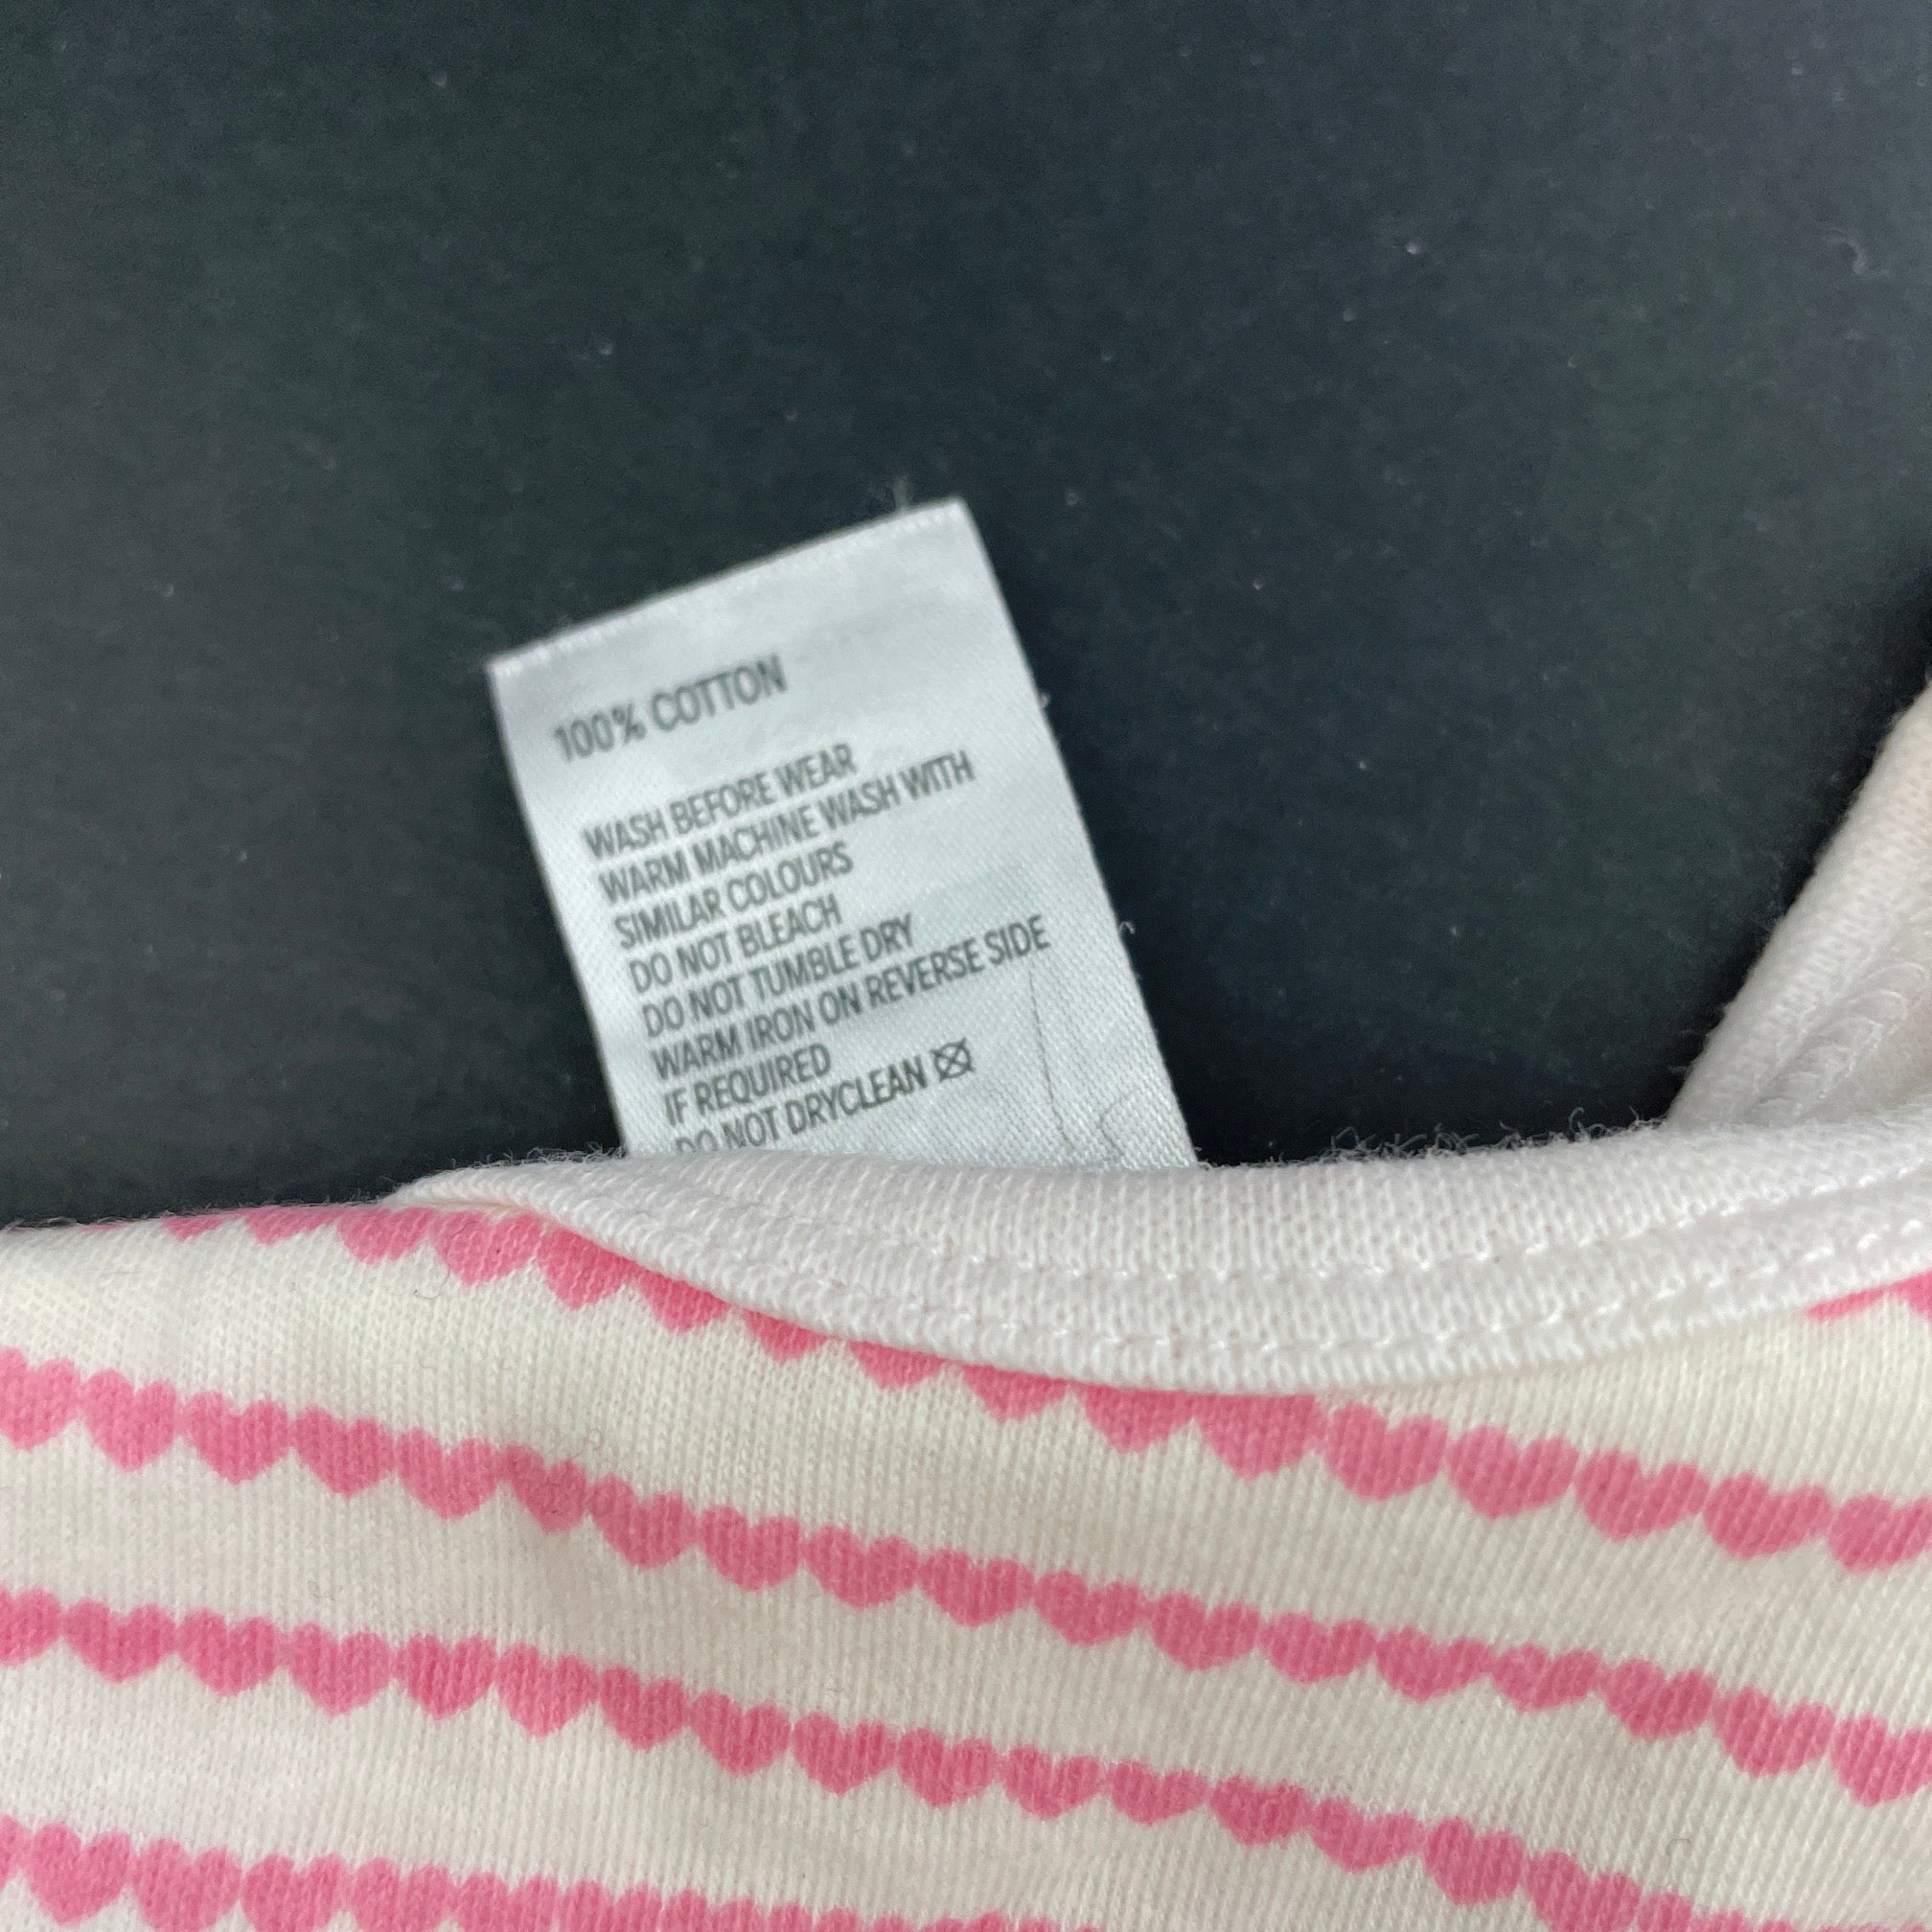 100% COTTON
WASH BEFORE WEAR
WARM MACHINE WASH WITH
SIMILAR COLOURS
DO NOT BLEACH
DO NOT TUMBLE DRY
WARM IRON ON REVERSE SIDE
IF REQUIRED
DO NOT DRYCLEAN